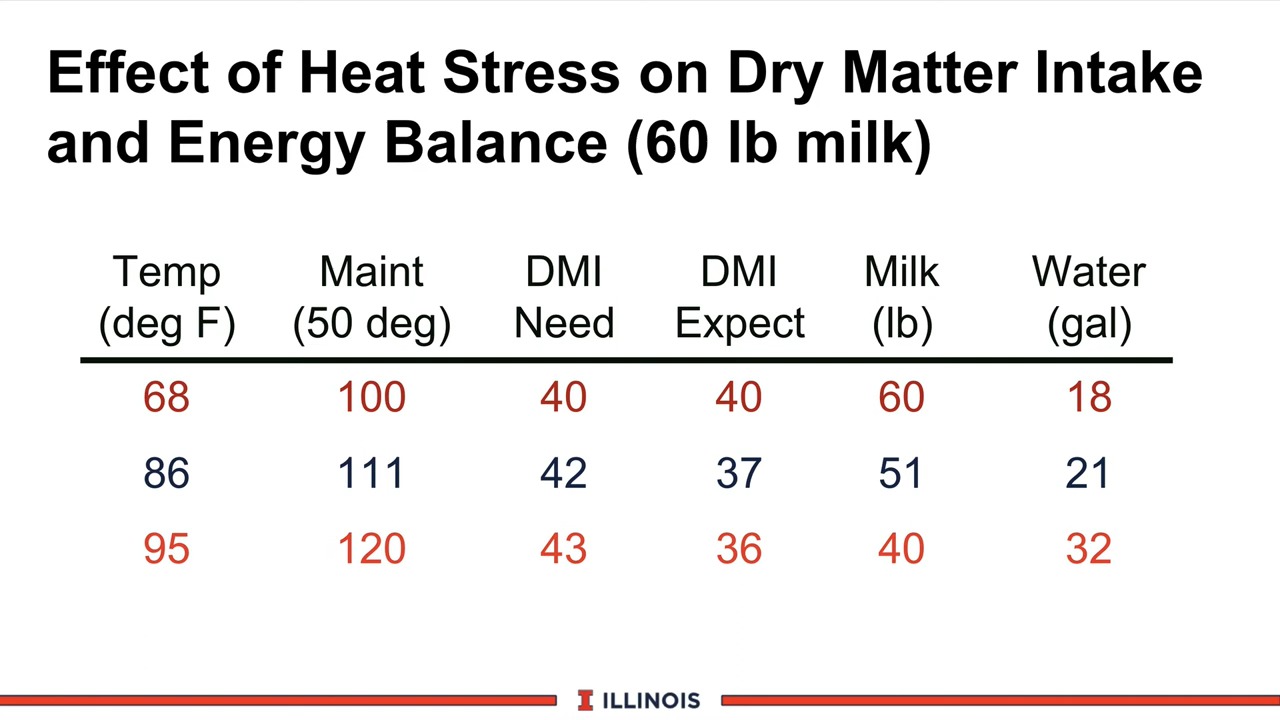 Effect of Heat Stress on Dry Matter Intake
and Energy Balance (60 lb milk)
Temp Maint DMI DMI Milk Water
(deg F) (50 deg) Need Expect (lb) (gal)
68 100 40 40 60 18
86 111 42 37 51 21
95 120 43 36 40 32
I ILLINOIS